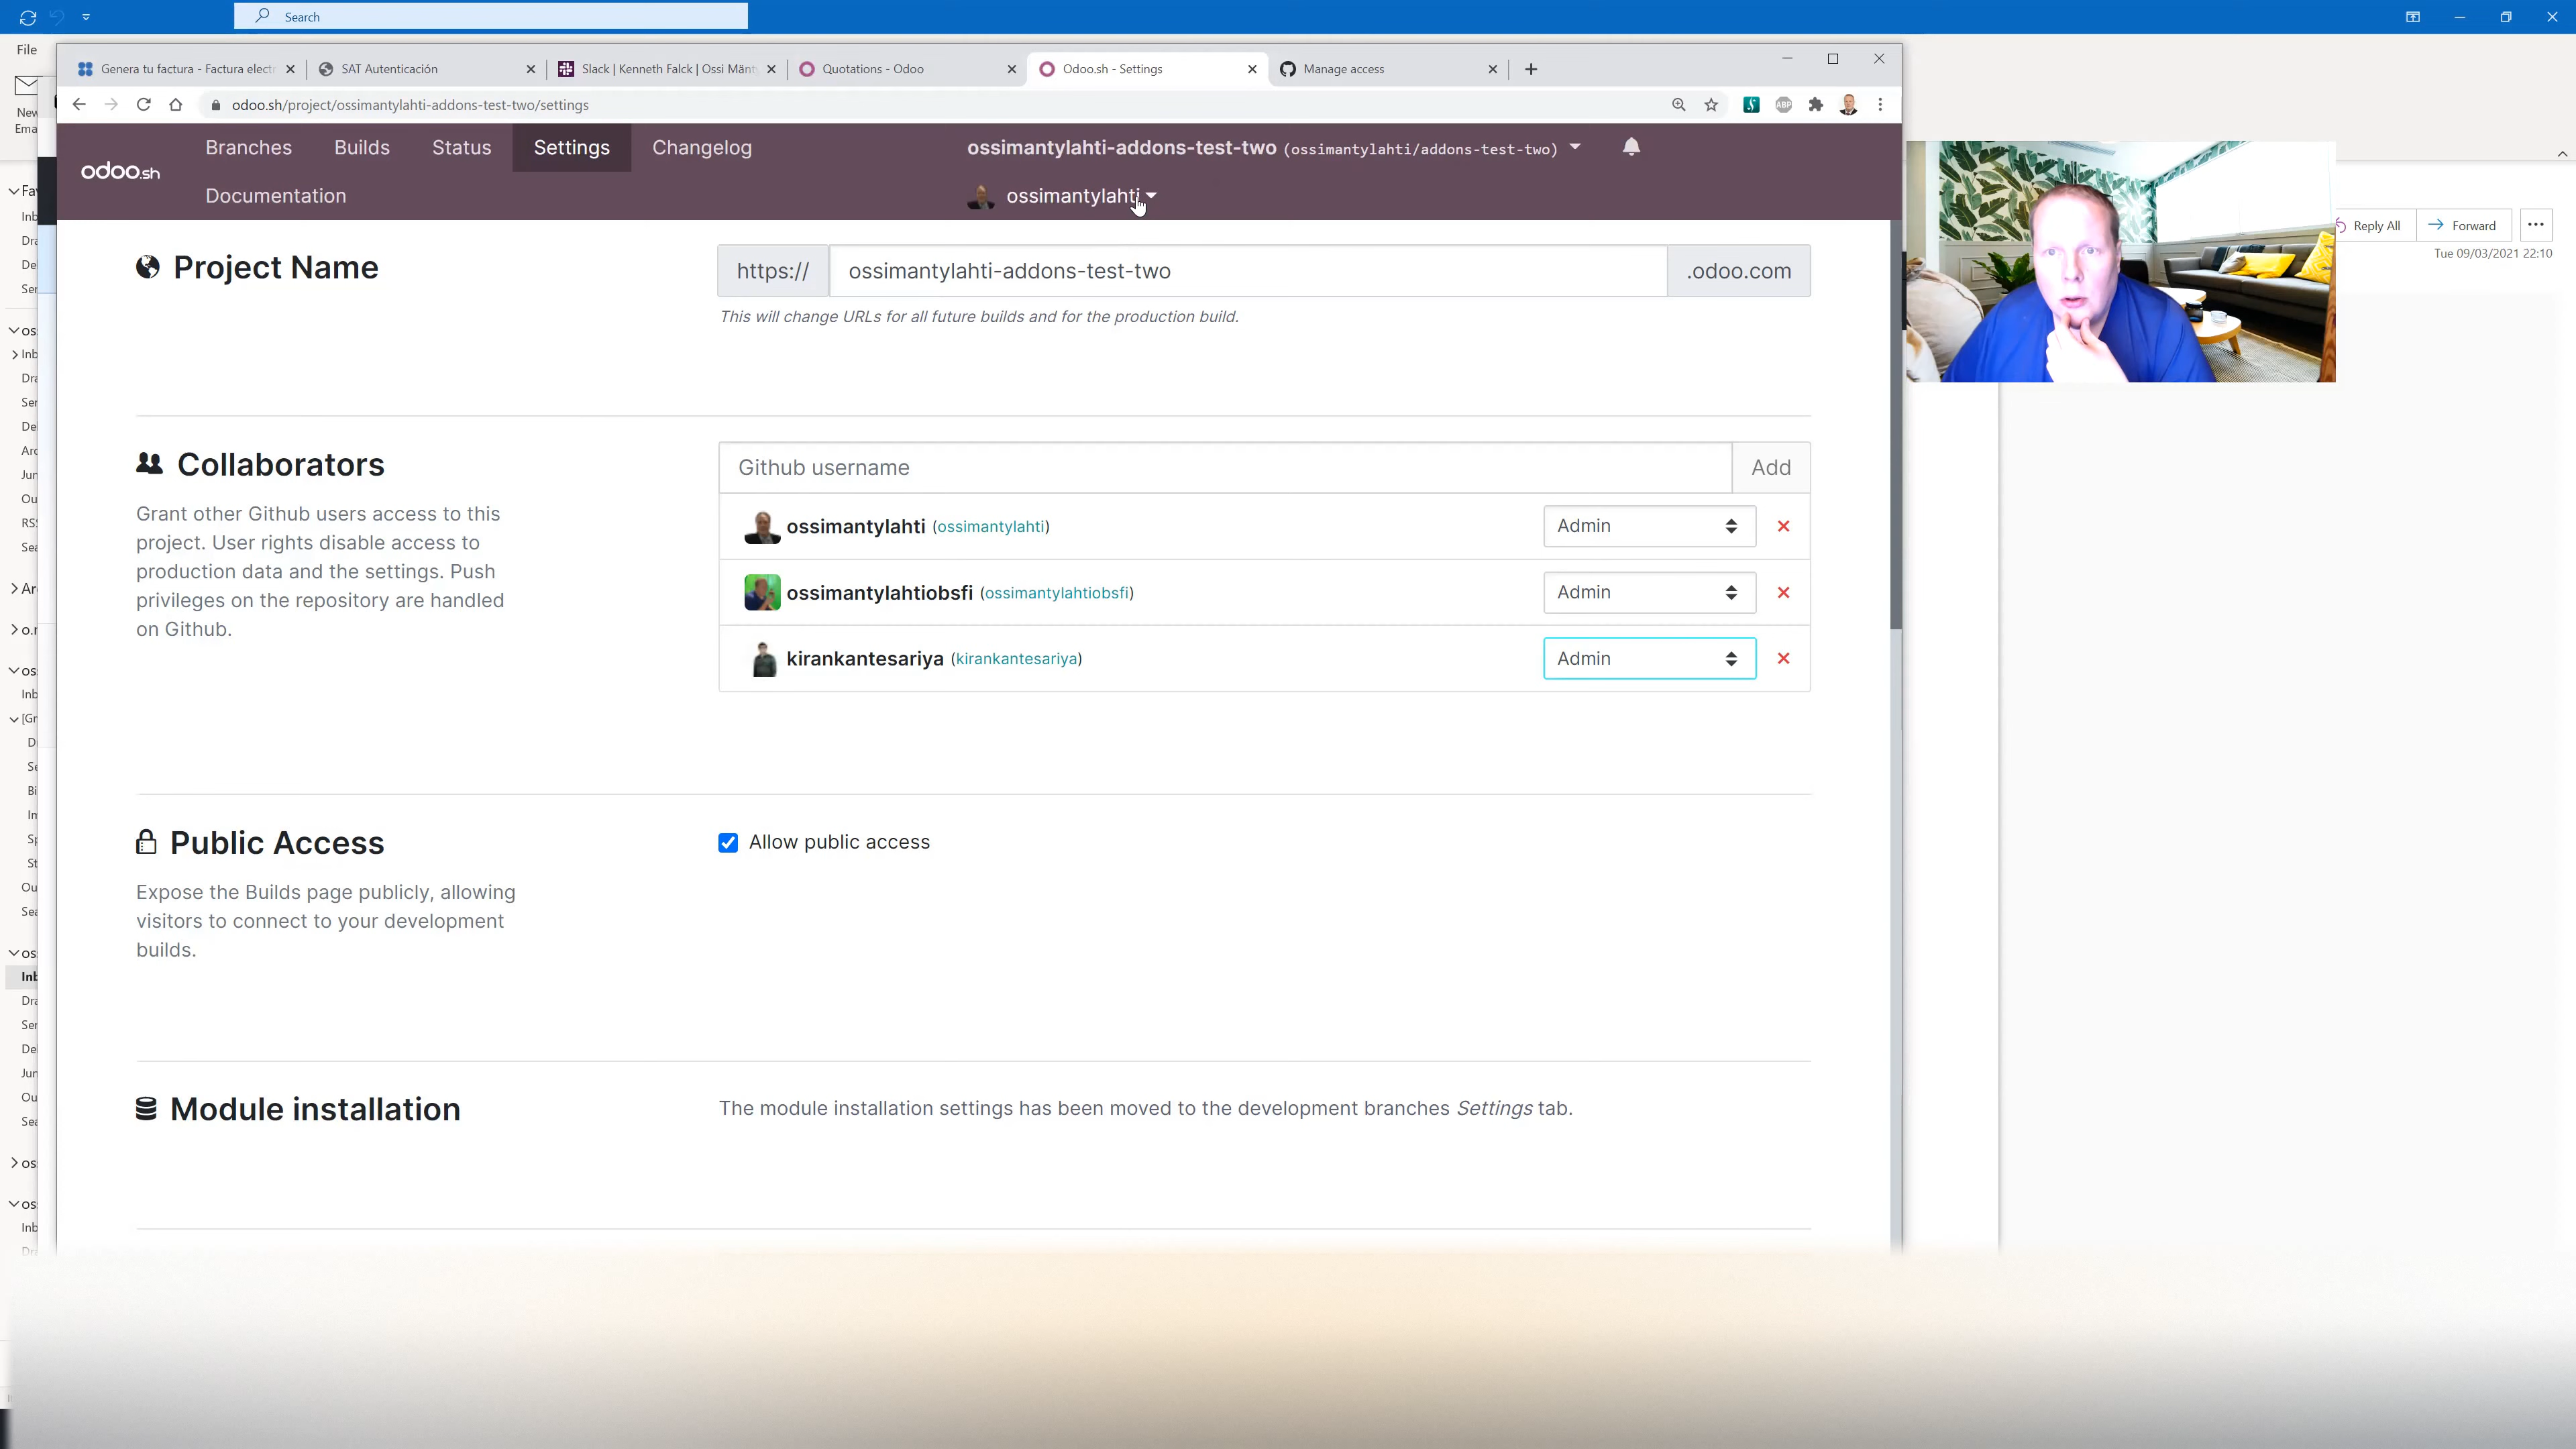 Search
File
New
Genera tu factura - Factura elect
SAT Autenticación
Slack | Kenneth Falck | Ossi Mänt
Quotations - Odoo
Odoo.sh - Settings
Manage access
odoo.sh/project/ossimantylahti-addons-test-two/settings
ABP
odoo.sh
Branches
Builds
Status
Settings
Changelog
ossimantylahti-addons-test-two (ossimantylahti/addons-test-two)
Documentation
ossimantylahti
Reply All
Forward
Tue 09/03/2021 22:10
Project Name
https://
ossimantylahti-addons-test-two
.odoo.com
This will change URLs for all future builds and for the production build.
Collaborators
Grant other Github users access to this
project. User rights disable access to
production data and the settings. Push
privileges on the repository are handled
on Github.
Github username
Add
ossimantylahti (ossimantylahti)
Admin
ossimantylahtiobsfi (ossimantylahtiobsfi)
Admin
kirankantesariya (kirankantesariya)
Admin
Public Access
Allow public access
Expose the Builds page publicly, allowing
visitors to connect to your development
builds.
Module installation
The module installation settings has been moved to the development branches Settings tab.